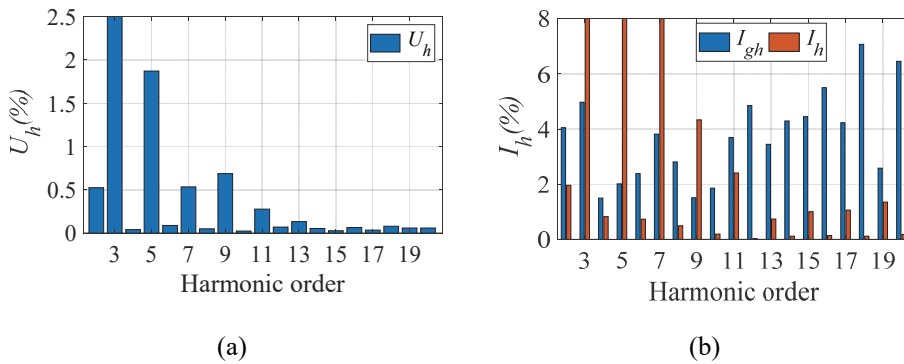 2.5
2
1.5
1
0.5
0
U_h(%)
U_h
3 5 7 9 11 13 15 17 19
Harmonic order
(a)
8
6
4
2
0
I_h(%)
I_gh I_h
3 5 7 9 11 13 15 17 19
Harmonic order
(b)